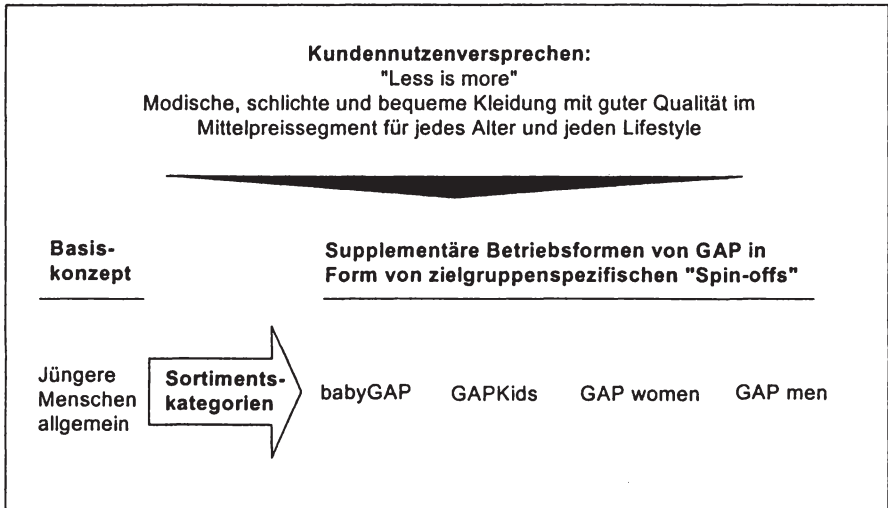 Kundennutzenversprechen:
"Less is more"
Modische, schlichte und bequeme Kleidung mit guter Qualität im
Mittelpreissegment für jedes Alter und jeden Lifestyle
Basis-
konzept
Supplementäre Betriebsformen von GAP in
Form von zielgruppenspezifischen "Spin-offs"
Jüngere
Menschen
allgemein
Sortiments-
kategorien
babyGAP GAPKids GAP women GAP men